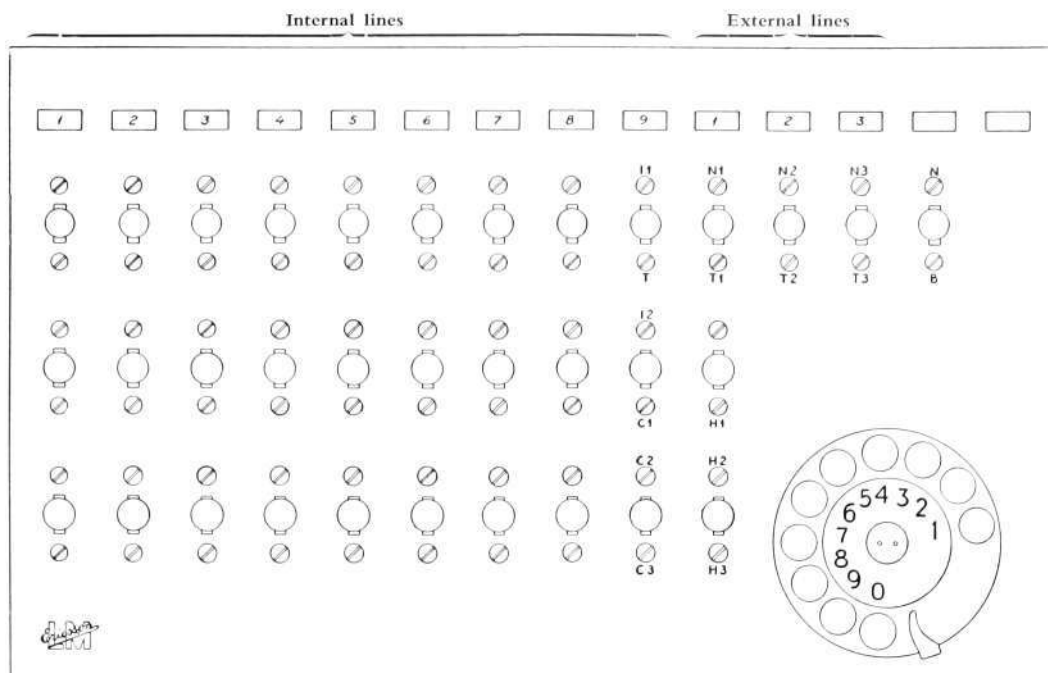 Internal lines External lines
1 2 3 4 5 6 7 8 9 1 2 3
I1 N1 N2 N3 N
T T1 T2 T3 B
I2
C1 H1
C2 H2
C3 H3
1 2 3 4 5 6 7 8 9 0
LM Ericsson